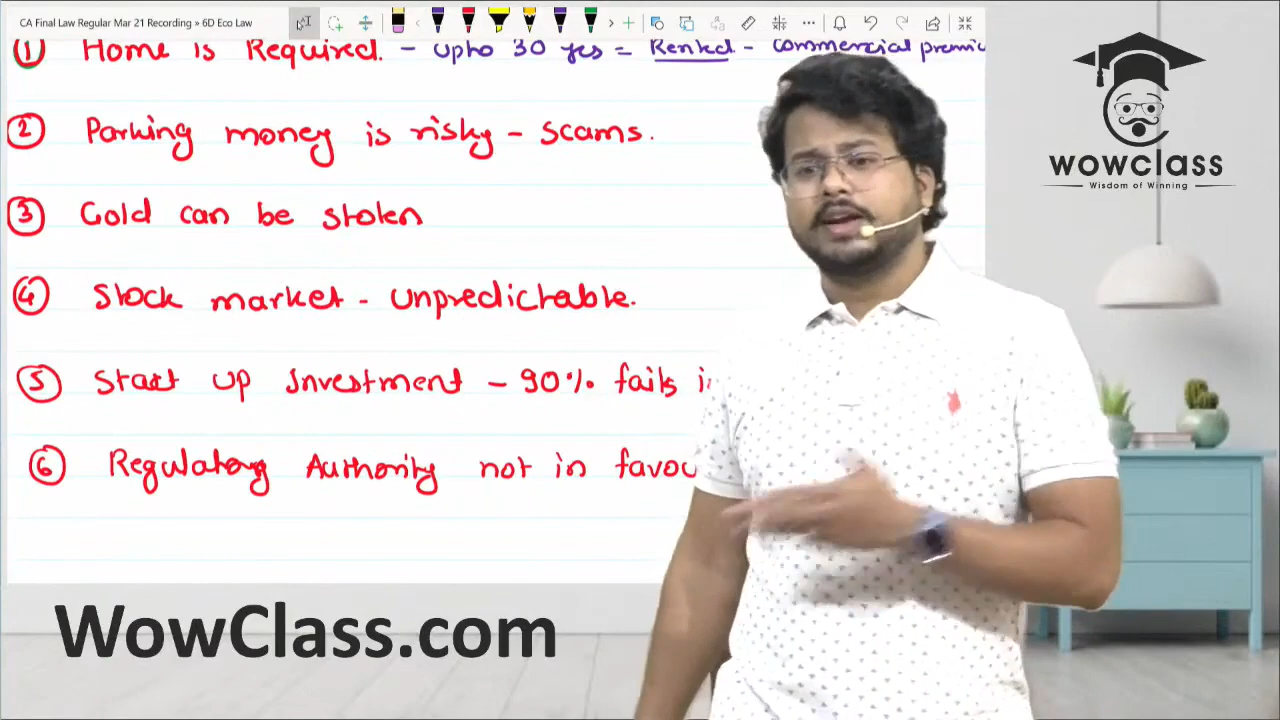 CA Final Law Regular Mar 21 Recording » 6D Eco Law
① Home is Required. - upto 30 yrs = Rented - commercial
② Parking money is risky - scams.
③ Gold can be stolen
④ Stock market - unpredictable.
⑤ Start up investment - 90% fails
⑥ Regulatory Authority not in
wowclass
Wisdom of Winning
WowClass.com